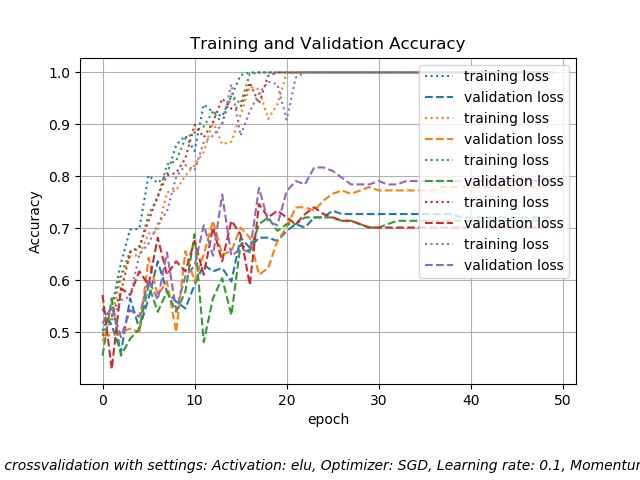 Training and Validation Accuracy
1.0
0.9
0.8
0.7
0.6
0.5
Accuracy
training loss
validation loss
training loss
validation loss
training loss
validation loss
training loss
validation loss
training loss
validation loss
0 10 20 30 40 50
epoch
crossvalidation with settings: Activation: elu, Optimizer: SGD, Learning rate: 0.1, Momentum